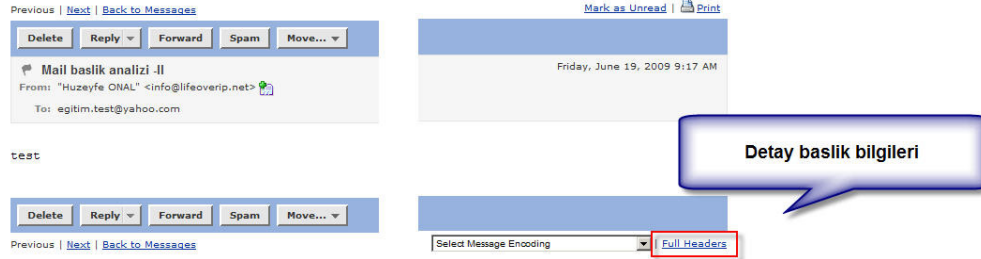 Previous | Next | Back to Messages Mark as Unread | Print
Delete Reply Forward Spam Move...
Mail baslik analizi -II Friday, June 19, 2009 9:17 AM
From: "Huzeyfe ONAL" <info@lifeoverip.net>
To: egitim.test@yahoo.com
Detay baslik bilgileri
test
Delete Reply Forward Spam Move...
Previous | Next | Back to Messages Select Message Encoding | Full Headers